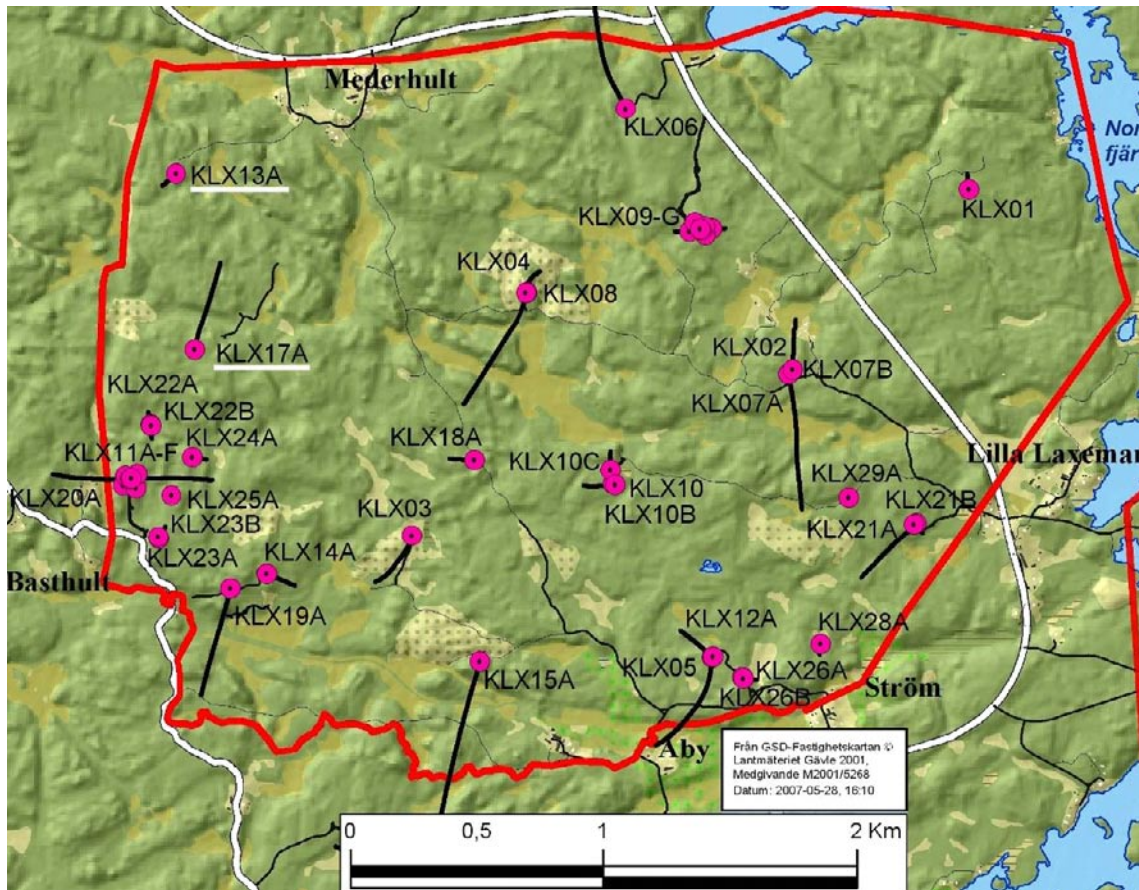 Mederhult
KLX06
Nor
fjär
KLX13A
KLX01
KLX09-G
KLX04
KLX08
KLX17A
KLX02
KLX07B
KLX07A
KLX22A
KLX22B
KLX24A
KLX11A-F
KLX18A
KLX10C
KLX10
KLX10B
Lilla Laxemar
KLX29A
KLX20A
KLX25A
KLX21B
KLX21A
KLX23B
KLX03
KLX23A
KLX14A
Basthult
KLX19A
KLX12A
KLX28A
KLX05
KLX26A
KLX15A
KLX26B
Ström
Åby
Från GSD-Fastighetskartan ©
Lantmäteriet Gävle 2001,
Medgivande M2001/5268
Datum: 2007-05-28, 16:10
0 0,5 1 2 Km